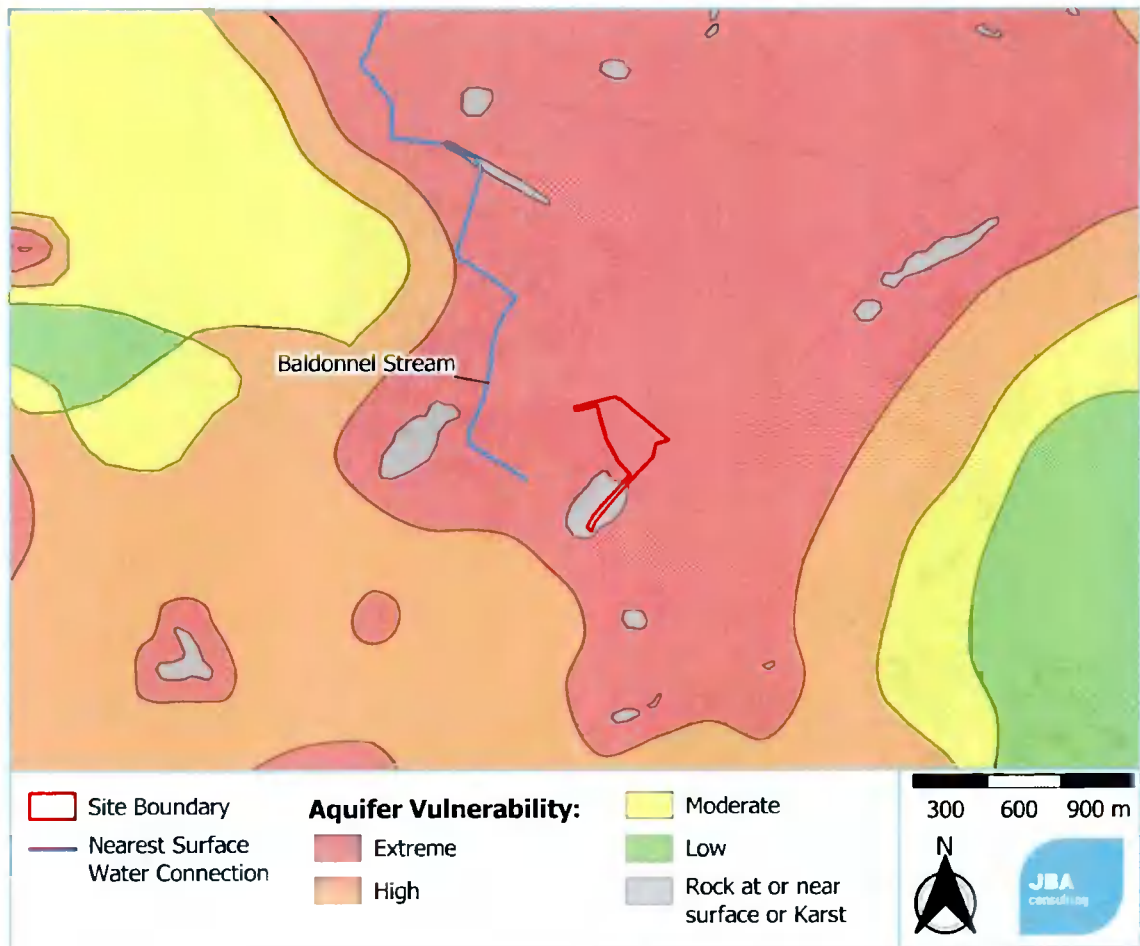 Baldonnel Stream
Site Boundary
Nearest Surface
Water Connection
Aquifer Vulnerability:
Extreme
High
Moderate
Low
Rock at or near
surface or Karst
300 600 900 m
N
JBA
consulting